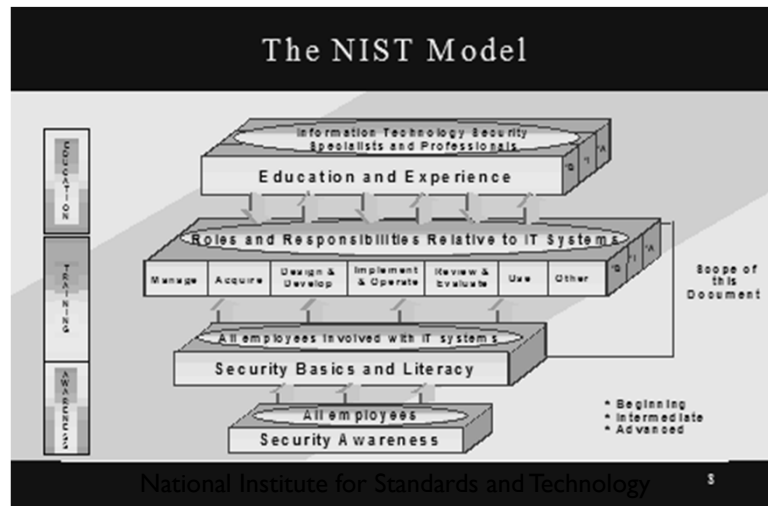 The NIST Model
EDUCATION
Information Technology Security
Specialists and Professionals
*B *I *A
Education and Experience
TRAINING
Roles and Responsibilities Relative to IT Systems
*B *I *A
Manage
Acquire
Design &
Develop
Implement
& Operate
Review &
Evaluate
Use
Other
Scope of
this
Document
All employees involved with IT systems
Security Basics and Literacy
AWARENESS
All employees
Security Awareness
* Beginning
* Intermediate
* Advanced
National Institute for Standards and Technology